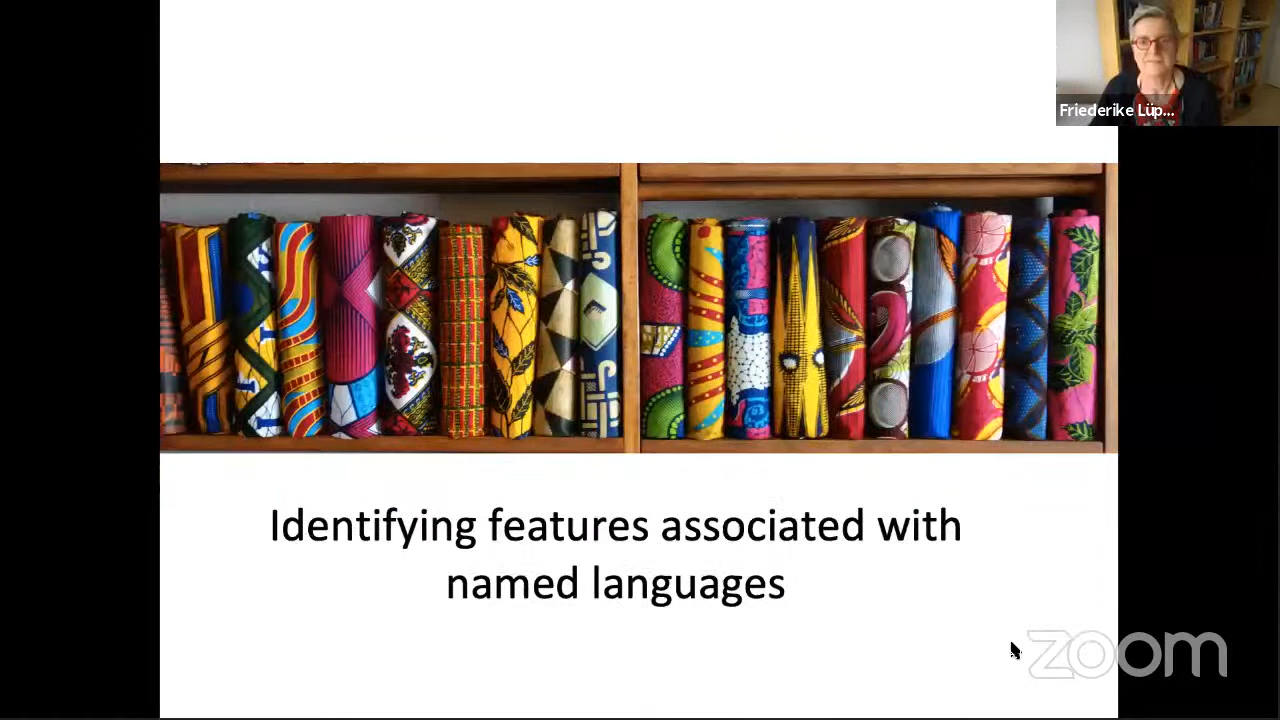 Friederike Lüp...
Identifying features associated with
named languages
zoom